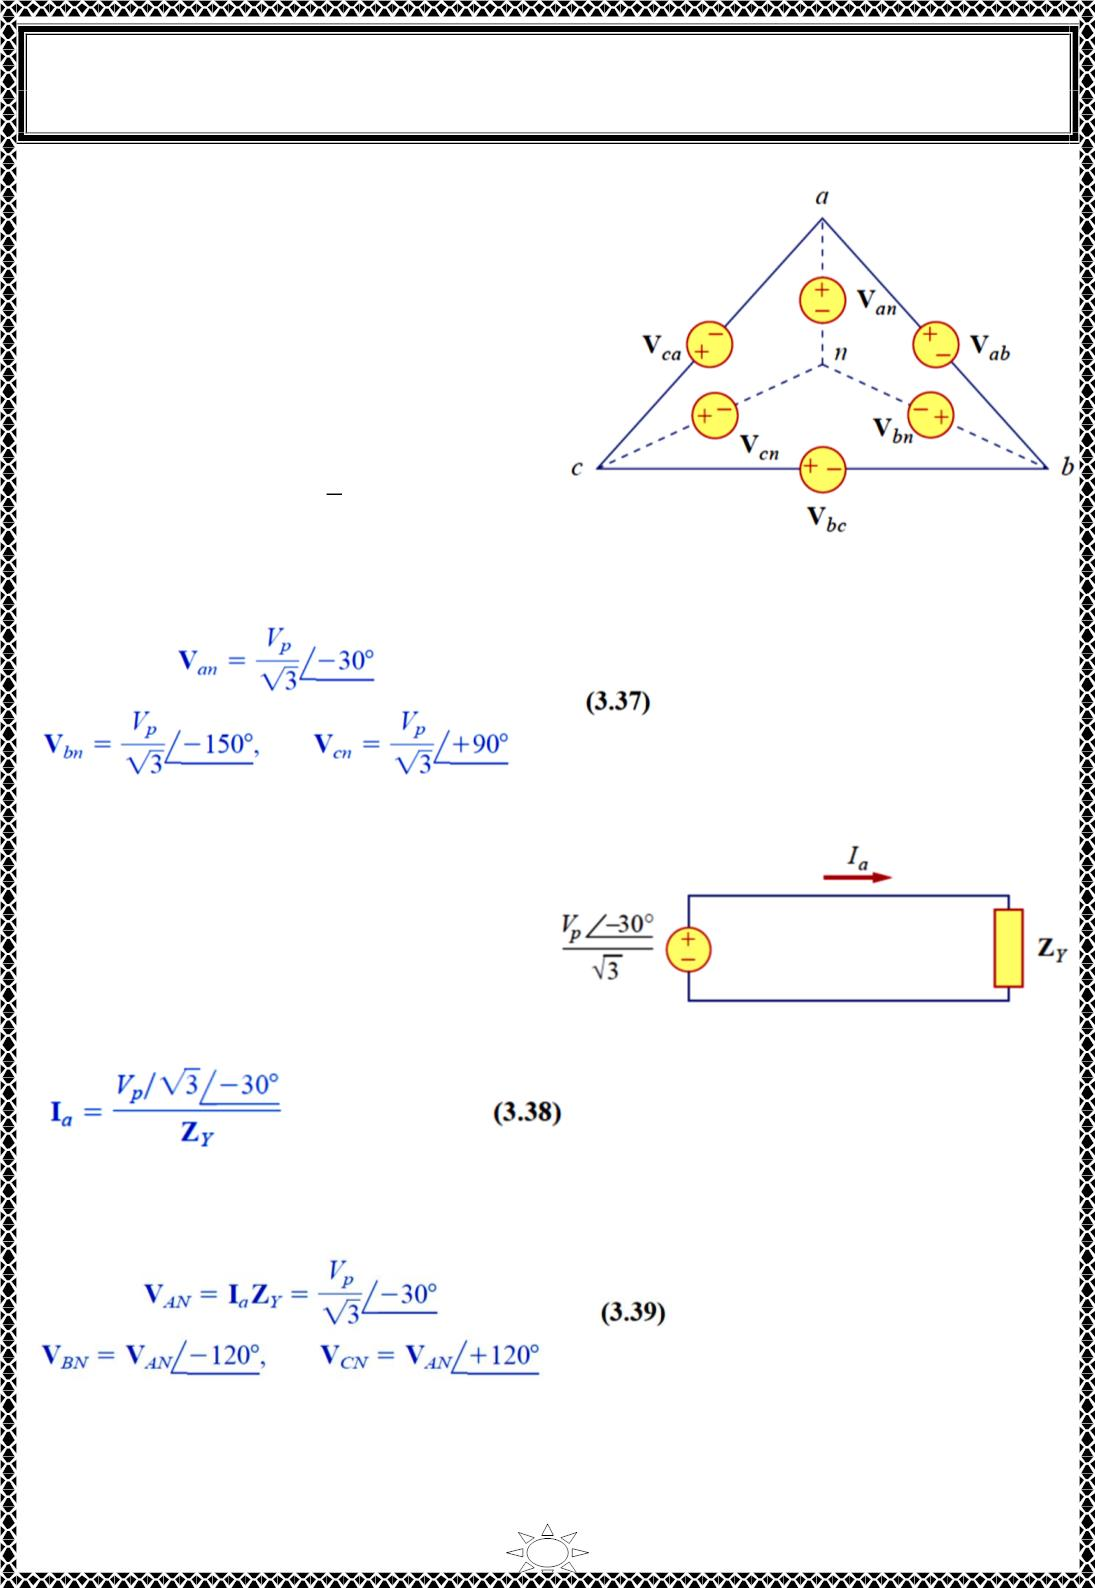 a
V_an
V_ca
V_ab
n
V_bn
V_cn
c
b
V_bc
V_an = V_p/√3 ∠−30°
(3.37)
V_bn = V_p/√3 ∠−150°, V_cn = V_p/√3 ∠+90°
I_a
V_p ∠−30°
√3
Z_Y
I_a = V_p/√3 ∠−30° / Z_Y (3.38)
V_AN = I_a Z_Y = V_p/√3 ∠−30°
(3.39)
V_BN = V_AN ∠−120°, V_CN = V_AN ∠+120°